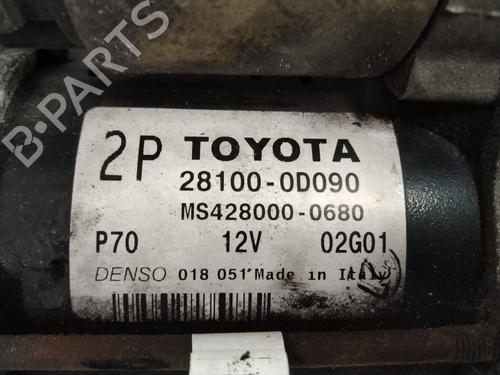 2P TOYOTA
28100-0D090
MS428000-0680
P70 12V 02G01
DENSO 018 051* Made in Italy
B-PARTS